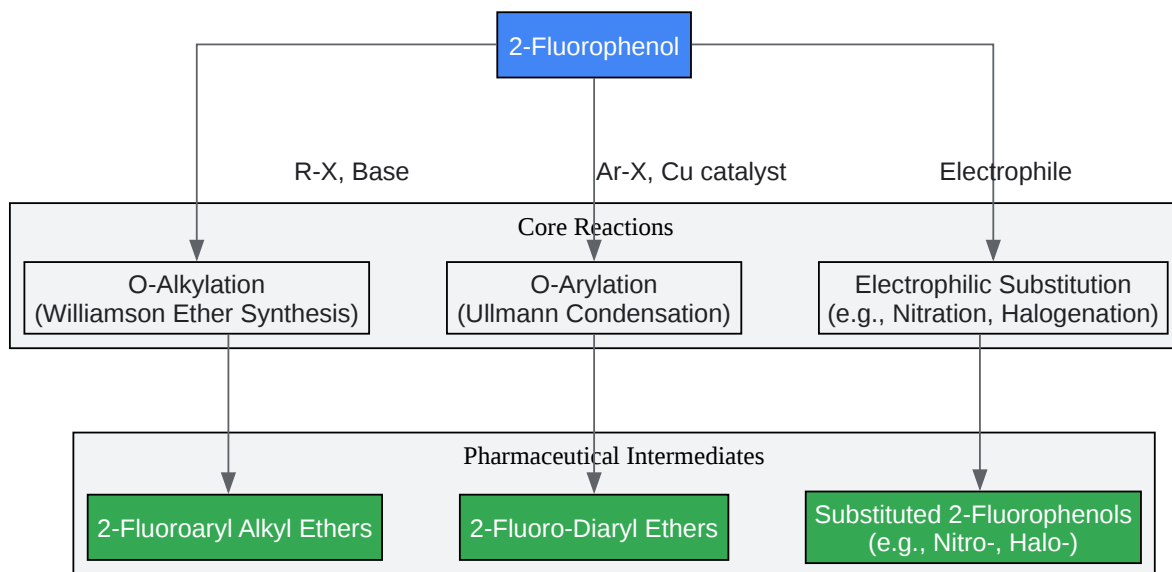 2-Fluorophenol
R-X, Base
Ar-X, Cu catalyst
Electrophile
Core Reactions
O-Alkylation
(Williamson Ether Synthesis)
O-Arylation
(Ullmann Condensation)
Electrophilic Substitution
(e.g., Nitration, Halogenation)
Pharmaceutical Intermediates
2-Fluoroaryl Alkyl Ethers
2-Fluoro-Diaryl Ethers
Substituted 2-Fluorophenols
(e.g., Nitro-, Halo-)